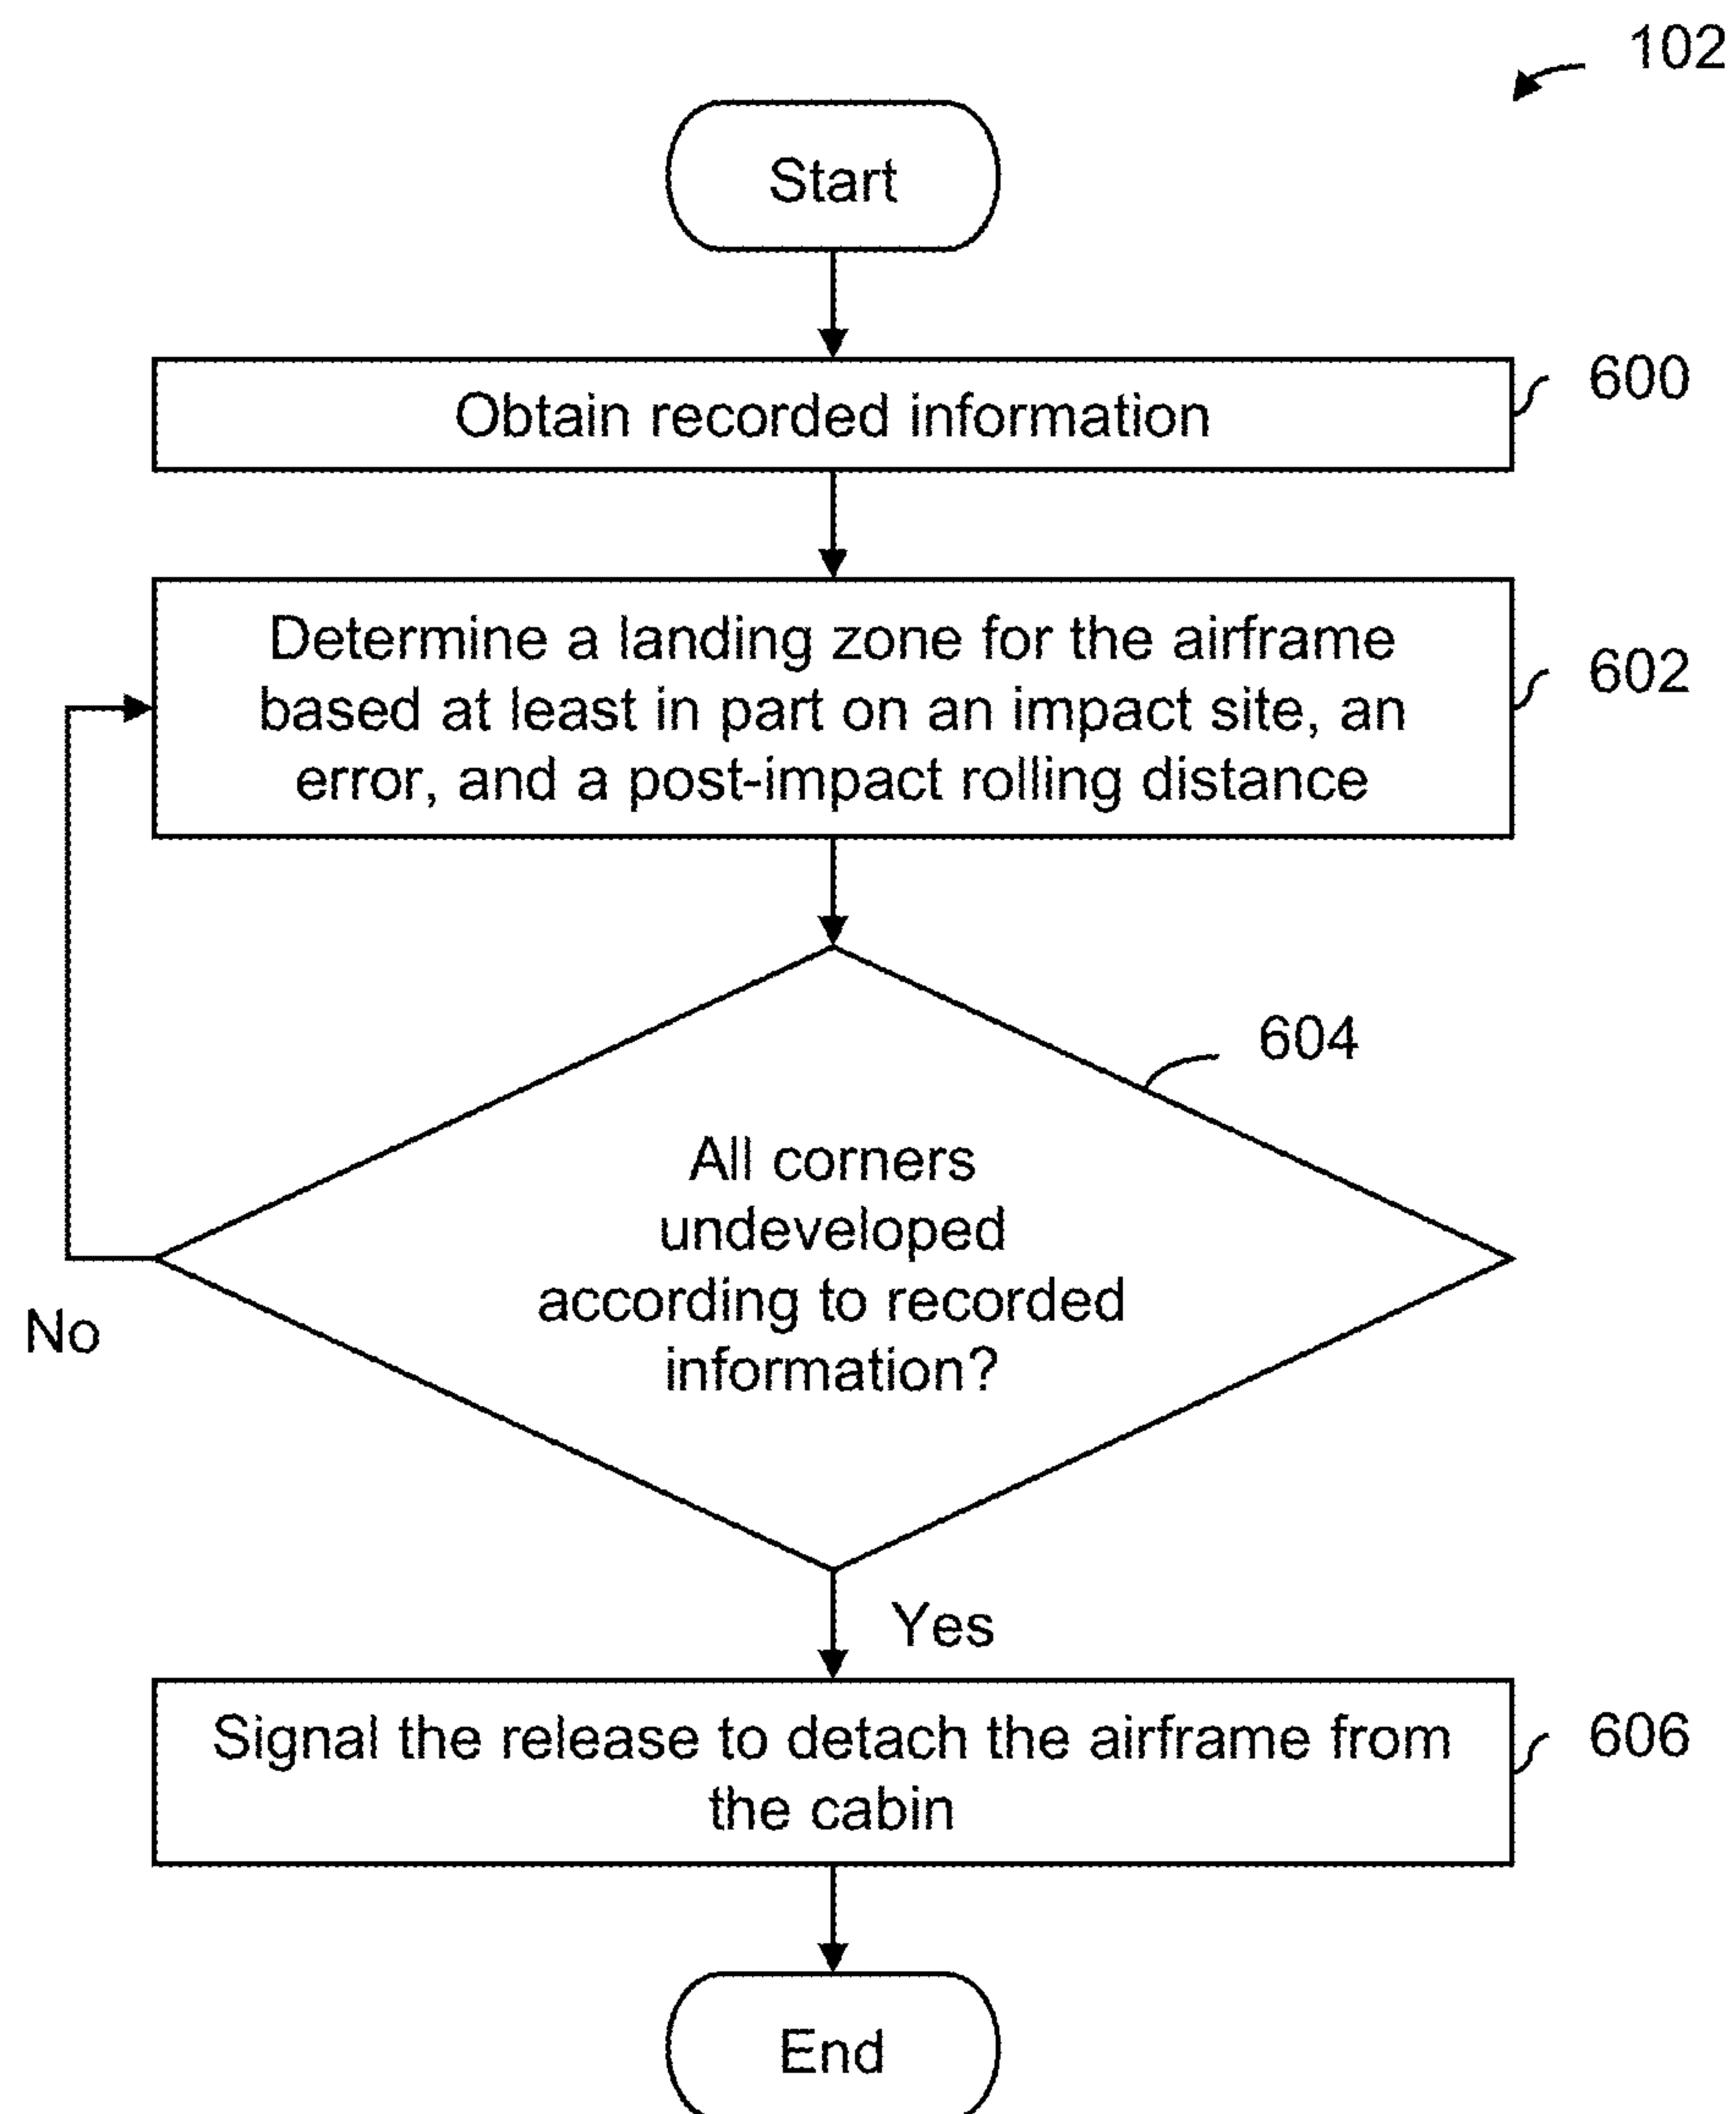 102
Start
600
Obtain recorded information
Determine a landing zone for the airframe
602
based at least in part on an impact site, an
error, and a post-impact rolling distance
604
All corners
undeveloped
according to recorded
information?
No
Yes
Signal the release to detach the airframe from
606
the cabin
End